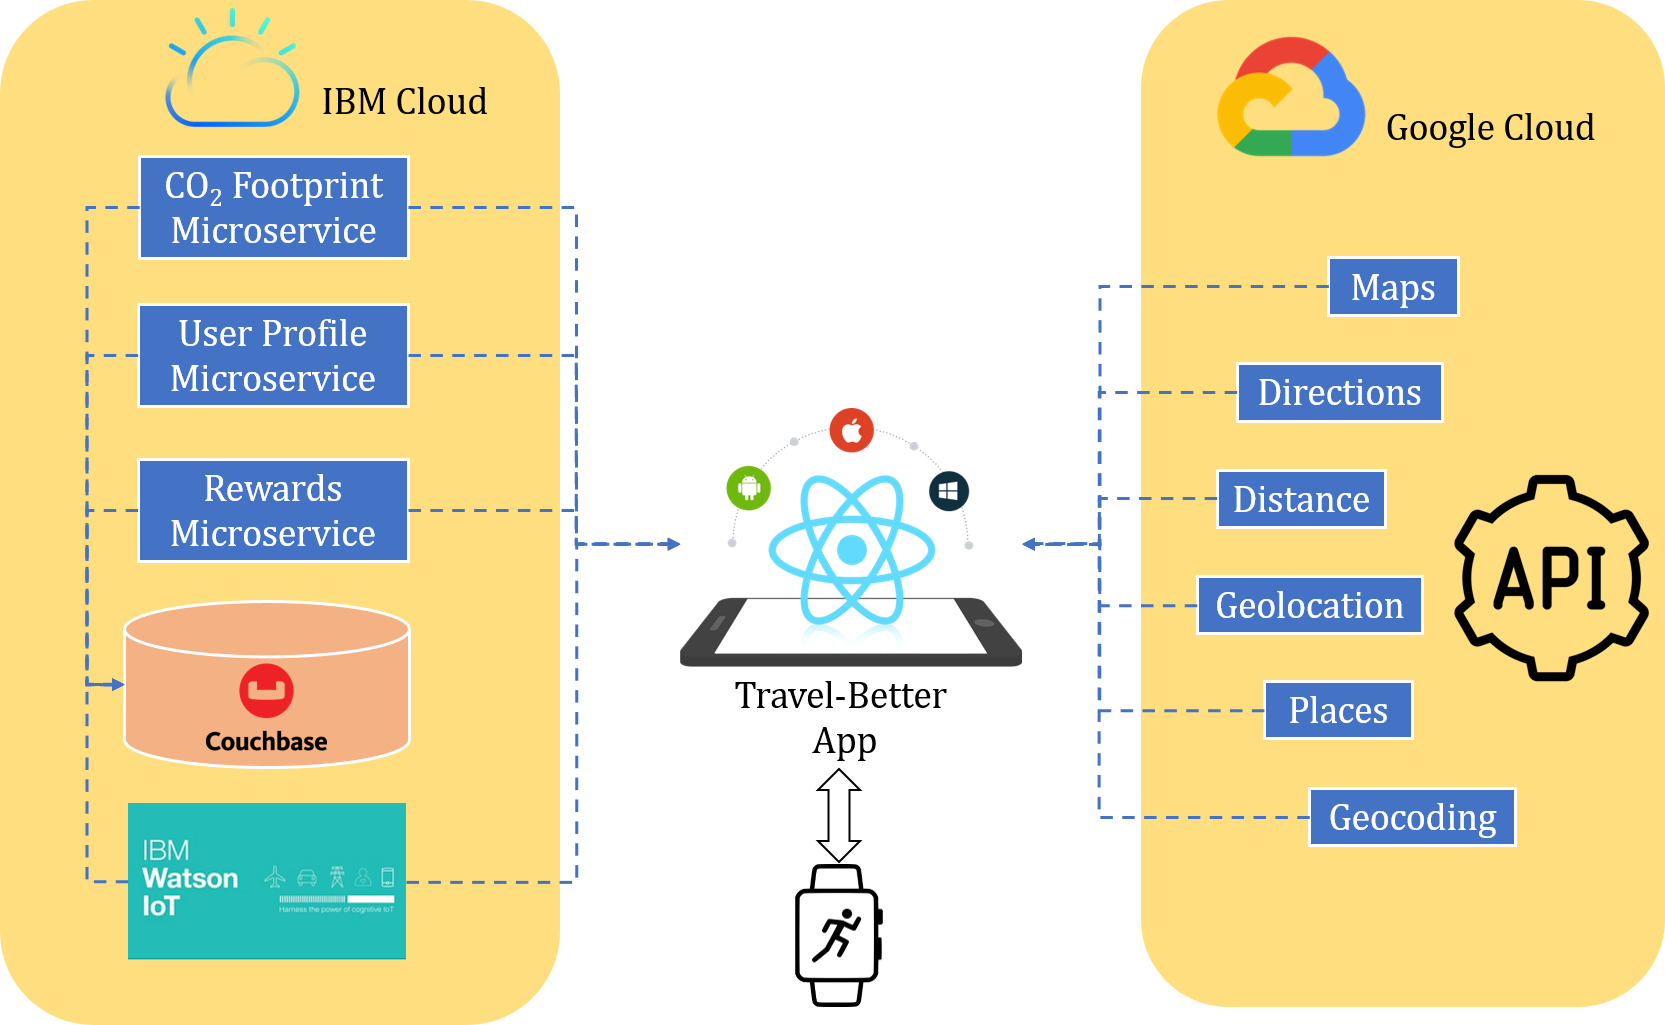 IBM Cloud
CO₂ Footprint
Microservice
User Profile
Microservice
Rewards
Microservice
Couchbase
IBM
Watson
IoT
Harness the power of cognitive IoT
Travel-Better
App
Google Cloud
Maps
Directions
Distance
Geolocation
Places
Geocoding
API